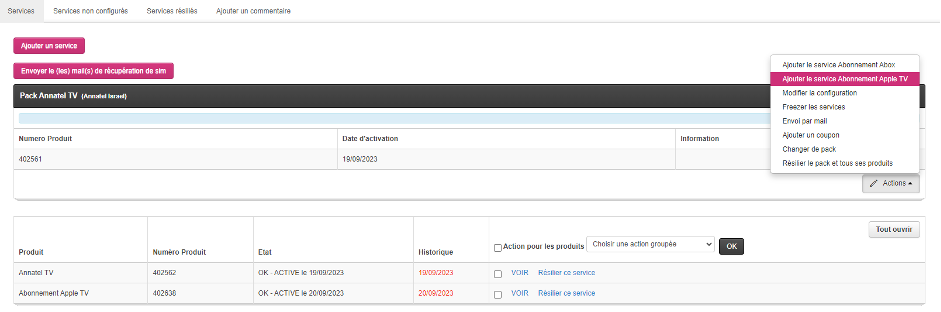 Services Services non configurés Services résiliés Ajouter un commentaire
Ajouter un service
Envoyer le (les) mail(s) de récupération de sim
Pack Annatel TV (Annatel Israel)
Numero Produit Date d'activation Information
402561 19/09/2023
Ajouter le service Abonnement Abox
Ajouter le service Abonnement Apple TV
Modifier la configuration
Freezer les services
Envoi par mail
Ajouter un coupon
Changer de pack
Résilier le pack et tous ses produits
Actions
Tout ouvrir
Produit Numéro Produit Etat Historique Action pour les produits Choisir une action groupée OK
Annatel TV 402562 OK - ACTIVE le 19/09/2023 19/09/2023 VOIR Résilier ce service
Abonnement Apple TV 402638 OK - ACTIVE le 20/09/2023 20/09/2023 VOIR Résilier ce service